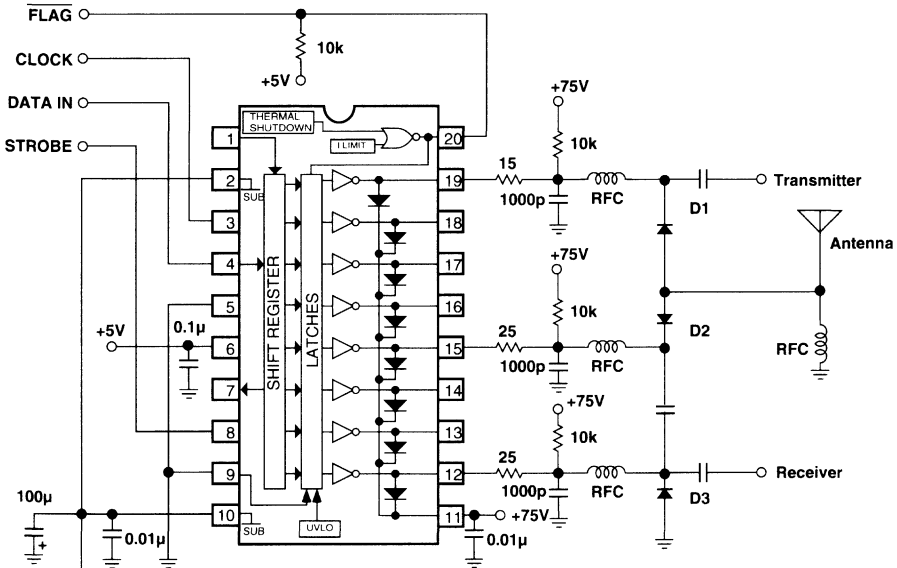 FLAG
10k
CLOCK
+5V
DATA IN
STROBE
THERMAL
SHUTDOWN
I LIMIT
1
2
3
4
5
6
7
8
9
10
SUB
SUB
SHIFT REGISTER
LATCHES
UVLO
20
19
18
17
16
15
14
13
12
11
+5V
0.1µ
100µ
+
0.01µ
+75V
0.01µ
+75V
10k
15
1000p
RFC
D1
Transmitter
Antenna
+75V
10k
25
1000p
RFC
D2
RFC
+75V
10k
25
1000p
RFC
D3
Receiver